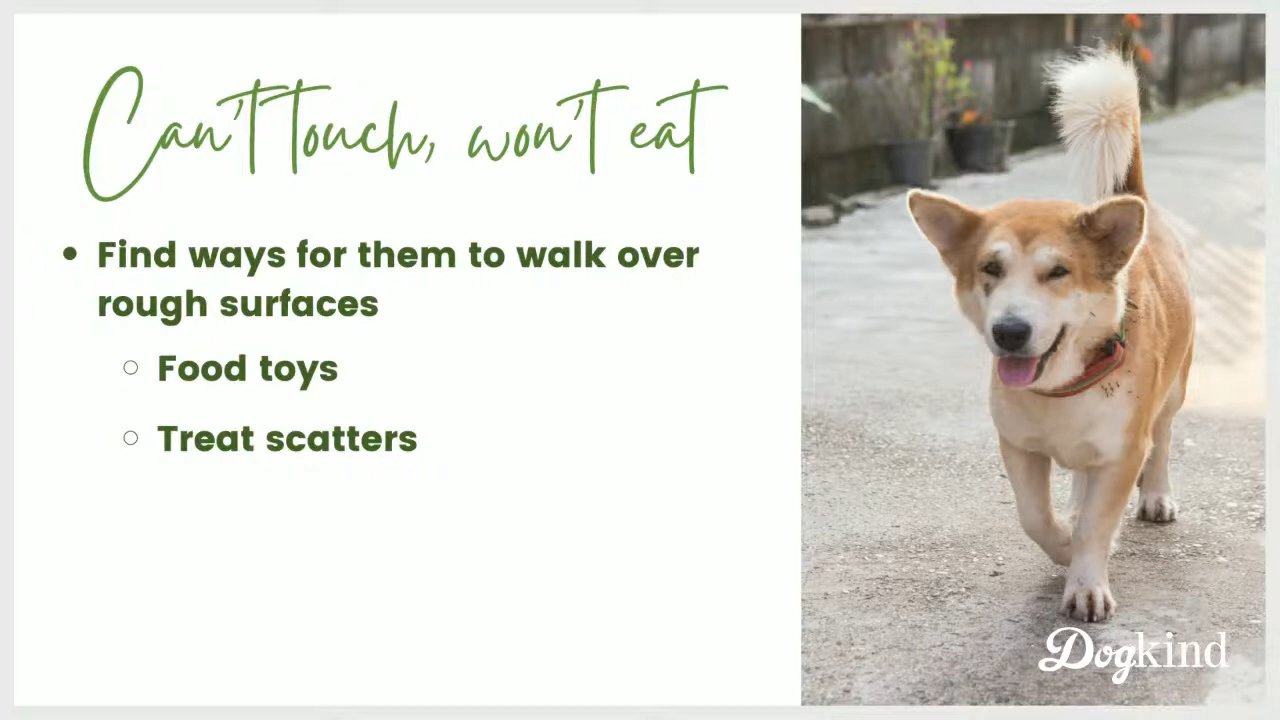 Can't touch, won't eat
• Find ways for them to walk over
rough surfaces
○ Food toys
○ Treat scatters
Dogkind